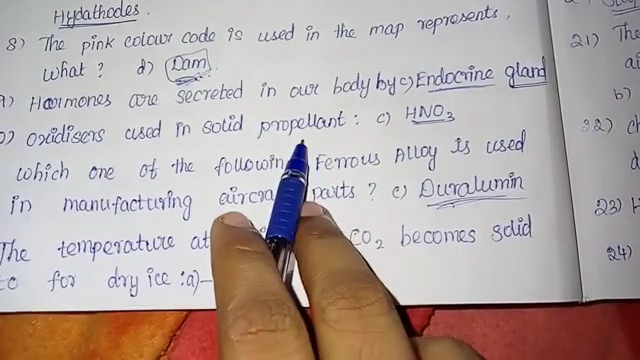 Hydathodes.
8) The pink colour code is used in the map represents,
what? d) Dam
9) Hormones are secreted in our body by c) Endocrine gland
0) Oxidisers used in solid propellant: c) HNO3
which one of the following Ferrous Alloy is used
in manufacturing aircra parts? c) Duralumin
The temperature at CO2 becomes solid
to for dry ice :a)–
21) The
ai
b)
22) ch
d
23) H
24)